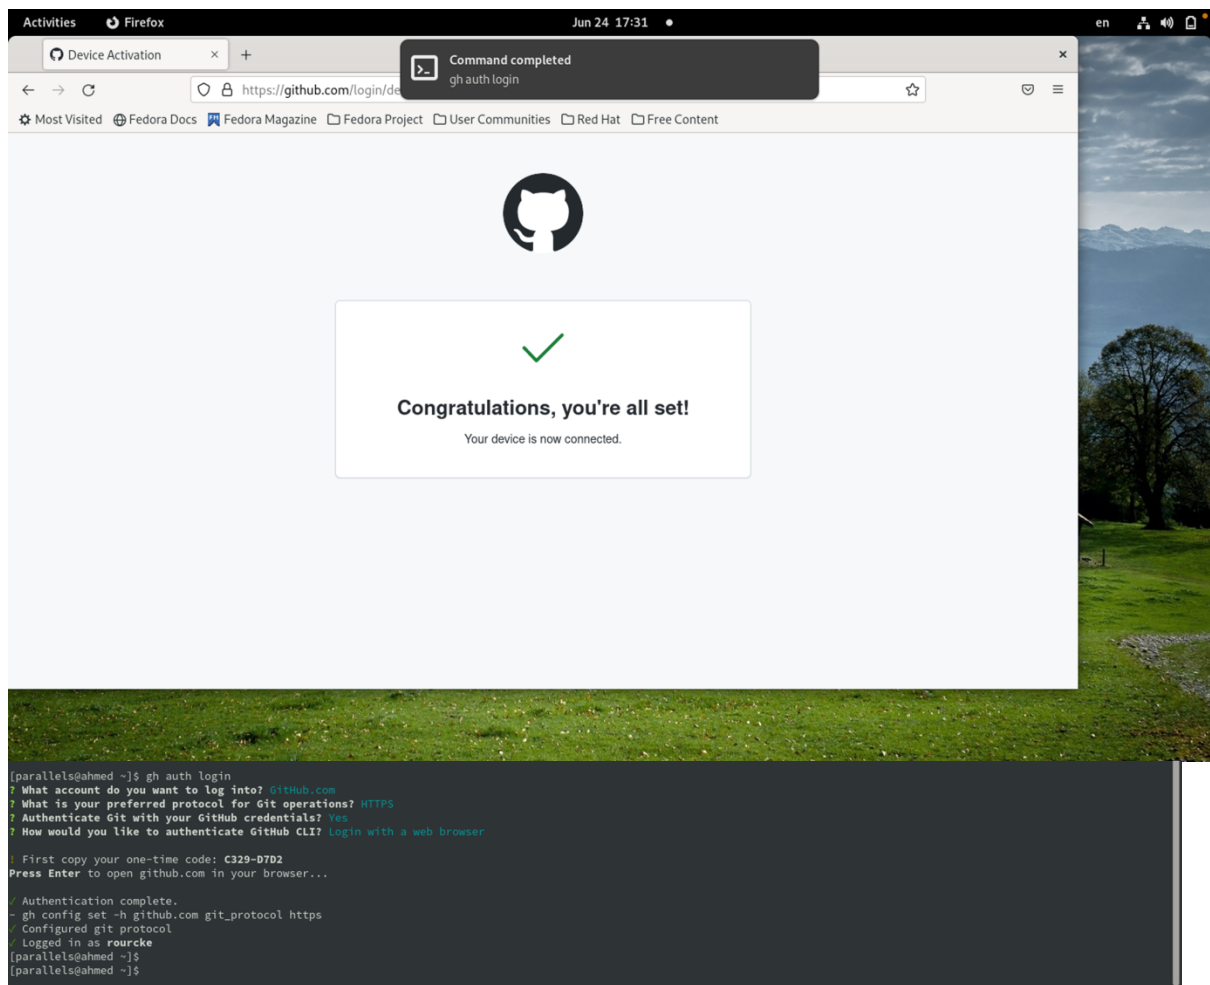 Activities Firefox Jun 24 17:31 en
Device Activation
Command completed
gh auth login
https://github.com/login/de
Most Visited Fedora Docs Fedora Magazine Fedora Project User Communities Red Hat Free Content
Congratulations, you're all set!
Your device is now connected.
[parallels@ahmed ~]$ gh auth login
? What account do you want to log into? GitHub.com
? What is your preferred protocol for Git operations? HTTPS
? Authenticate Git with your GitHub credentials? Yes
? How would you like to authenticate GitHub CLI? Login with a web browser
! First copy your one-time code: C329-D7D2
Press Enter to open github.com in your browser...
✓ Authentication complete.
- gh config set -h github.com git_protocol https
✓ Configured git protocol
✓ Logged in as rourcke
[parallels@ahmed ~]$
[parallels@ahmed ~]$